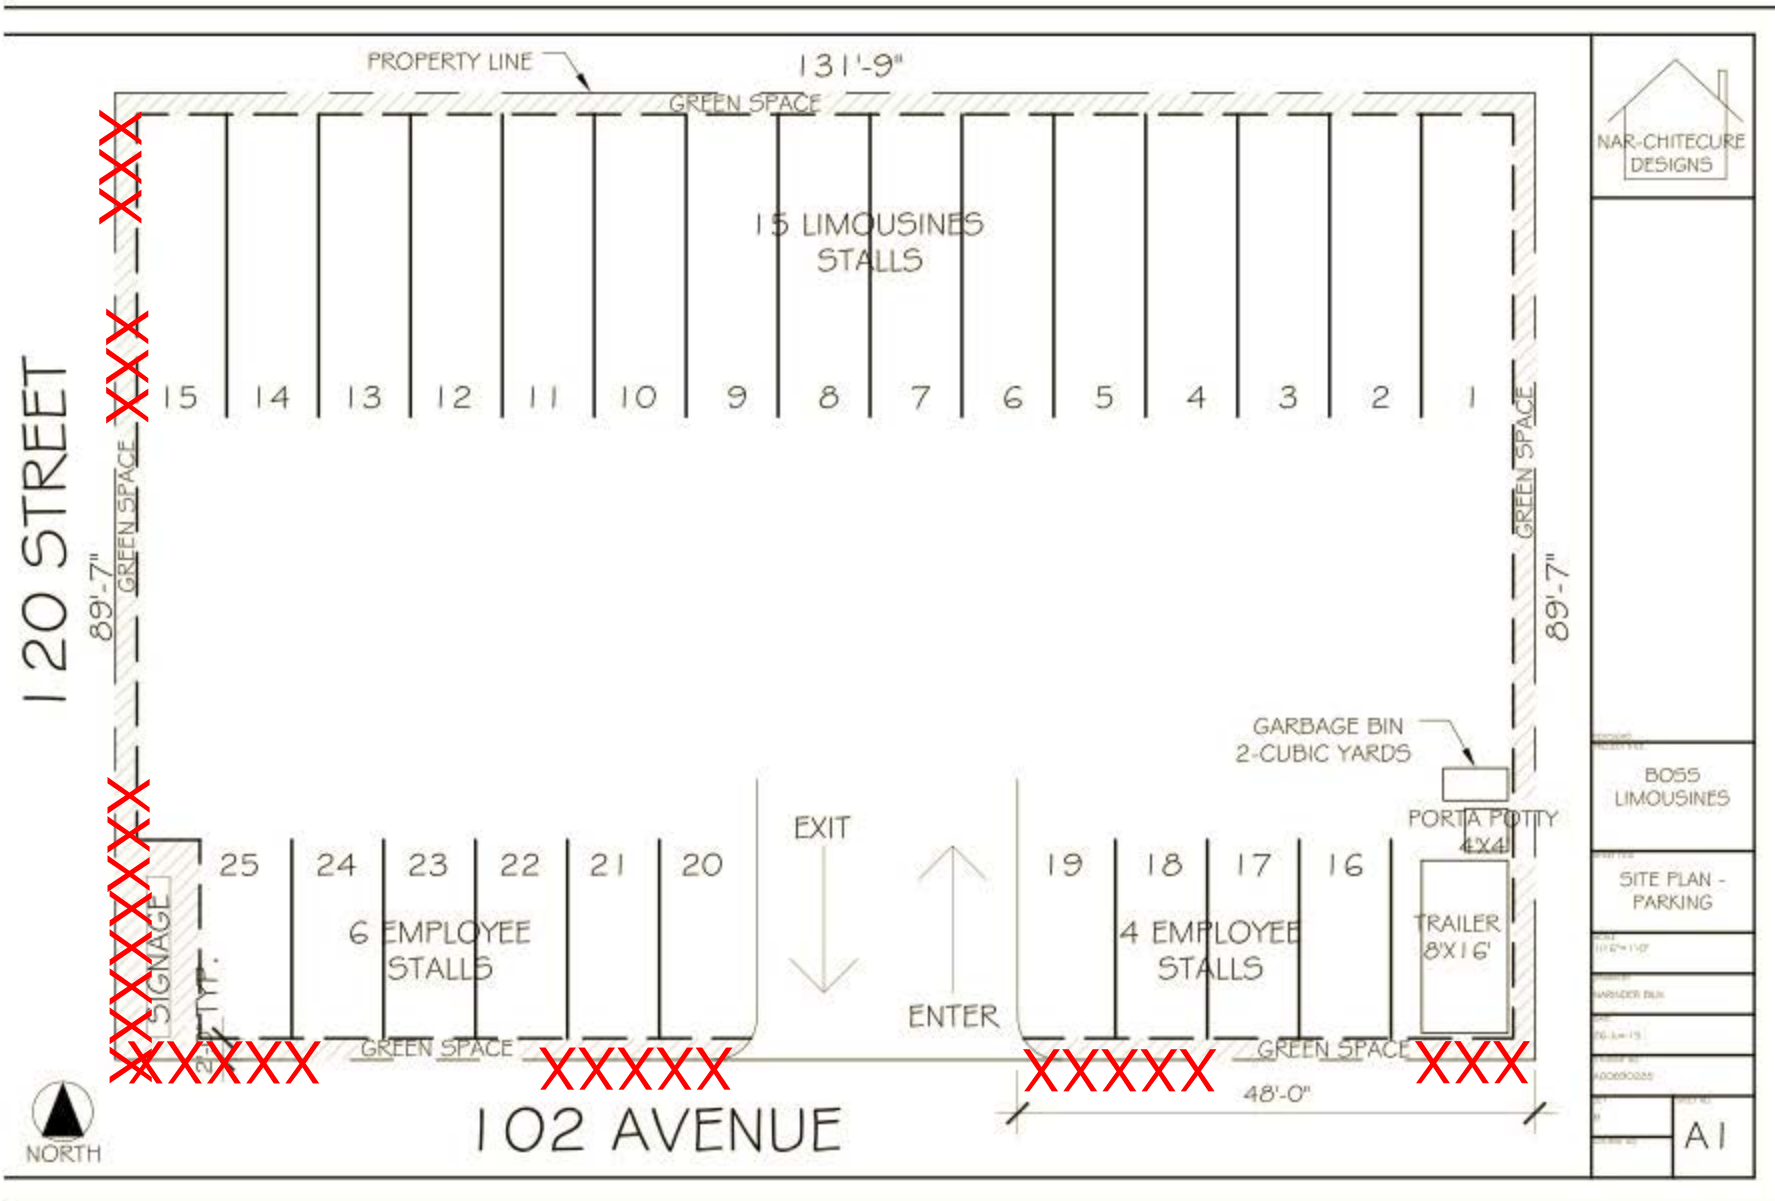 PROPERTY LINE
131'-9"
GREEN SPACE
NAR-CHITECURE
DESIGNS
15 LIMOUSINES
STALLS
15 14 13 12 11 10 9 8 7 6 5 4 3 2 1
120 STREET
89'-7"
GREEN SPACE
GREEN SPACE
89'-7"
GARBAGE BIN
2-CUBIC YARDS
PORTA POTTY
4'X4'
EXIT
ENTER
25 24 23 22 21 20
19 18 17 16
6 EMPLOYEE
STALLS
4 EMPLOYEE
STALLS
TRAILER
8'X16'
SIGNAGE
TYP.
GREEN SPACE
GREEN SPACE
48'-0"
102 AVENUE
NORTH
BOSS
LIMOUSINES
SITE PLAN -
PARKING
A1